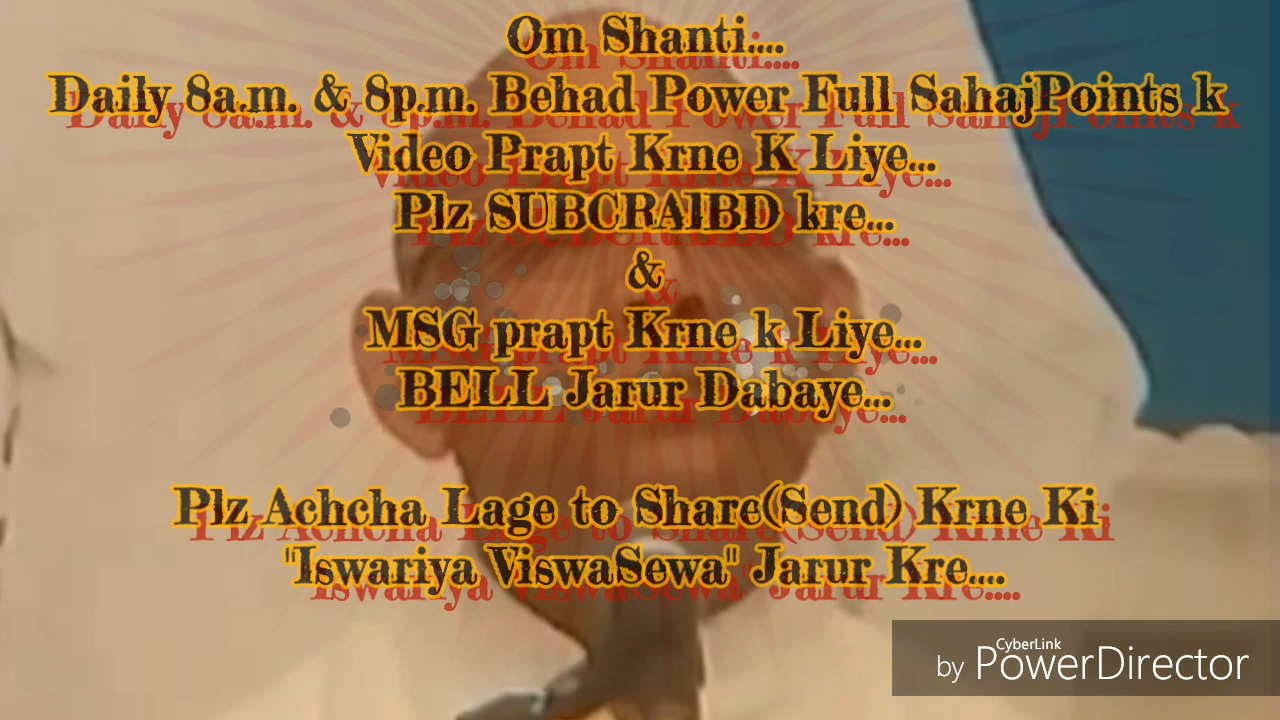 Om Shanti....
Daily 8a.m. & 8p.m. Behad Power Full SahajPoints k
Video Prapt Krne K Liye...
Plz SUBCRAIBD kre...
&
MSG prapt Krne k Liye...
BELL Jarur Dabaye...
Plz Achcha Lage to Share(Send) Krne Ki
"Iswariya ViswaSewa" Jarur Kre....
CyberLink
by PowerDirector